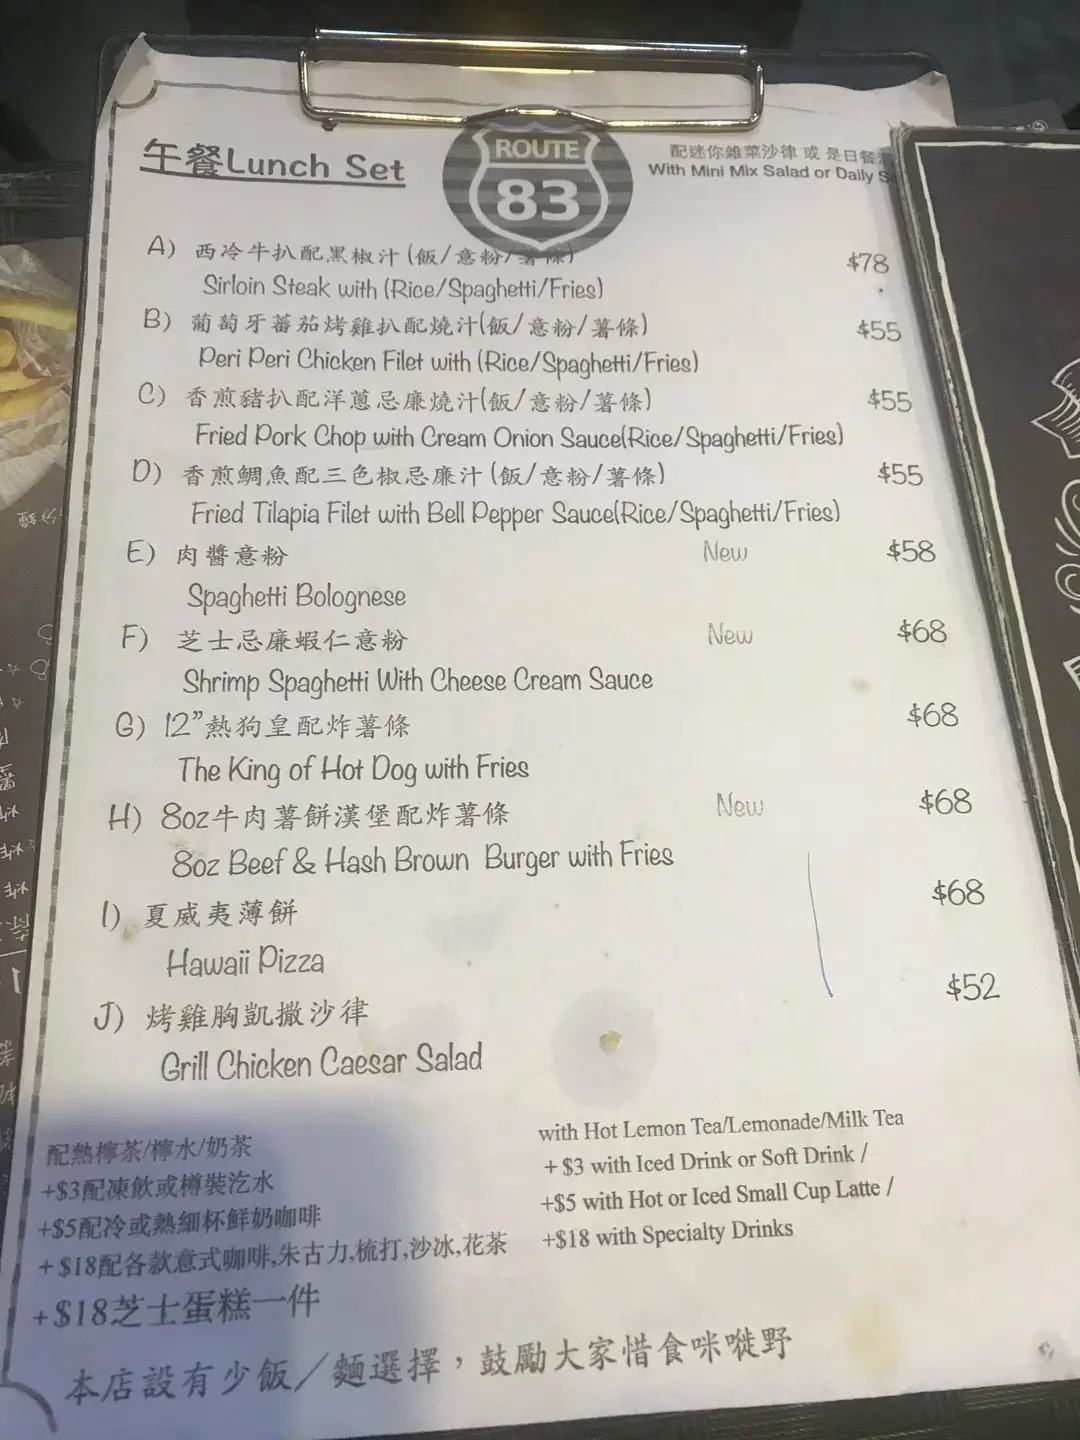 午餐Lunch Set
ROUTE
83
配迷你雜菜沙律 或 是日餐
With Mini Mix Salad or Daily
A) 西冷牛扒配黑椒汁(飯/意粉/薯條)
$78
Sirloin Steak with (Rice/Spaghetti/Fries)
B) 葡萄牙蕃茄烤雞扒配燒汁(飯/意粉/薯條)
$55
Peri Peri Chicken Filet with (Rice/Spaghetti/Fries)
C) 香煎豬扒配洋蔥忌廉燒汁(飯/意粉/薯條)
$55
Fried Pork Chop with Cream Onion Sauce(Rice/Spaghetti/Fries)
D) 香煎鯛魚配三色椒忌廉汁(飯/意粉/薯條)
$55
Fried Tilapia Filet with Bell Pepper Sauce(Rice/Spaghetti/Fries)
E) 肉醬意粉 New $58
Spaghetti Bolognese
F) 芝士忌廉蝦仁意粉 New $68
Shrimp Spaghetti With Cheese Cream Sauce
G) 12”熱狗皇配炸薯條 $68
The King of Hot Dog with Fries
H) 8oz牛肉薯餅漢堡配炸薯條 New $68
8oz Beef & Hash Brown Burger with Fries
I) 夏威夷薄餅 $68
Hawaii Pizza
J) 烤雞胸凱撒沙律 $52
Grill Chicken Caesar Salad
配熱檸茶/檸水/奶茶
+$3配凍飲或樽裝汔水
+$5配冷或熱細杯鮮奶咖啡
+$18配各款意式咖啡,朱古力,梳打,沙冰,花茶
+$18芝士蛋糕一件
with Hot Lemon Tea/Lemonade/Milk Tea
+ $3 with Iced Drink or Soft Drink /
+$5 with Hot or Iced Small Cup Latte /
+$18 with Specialty Drinks
本店設有少飯／麵選擇，鼓勵大家惜食咪嘥野